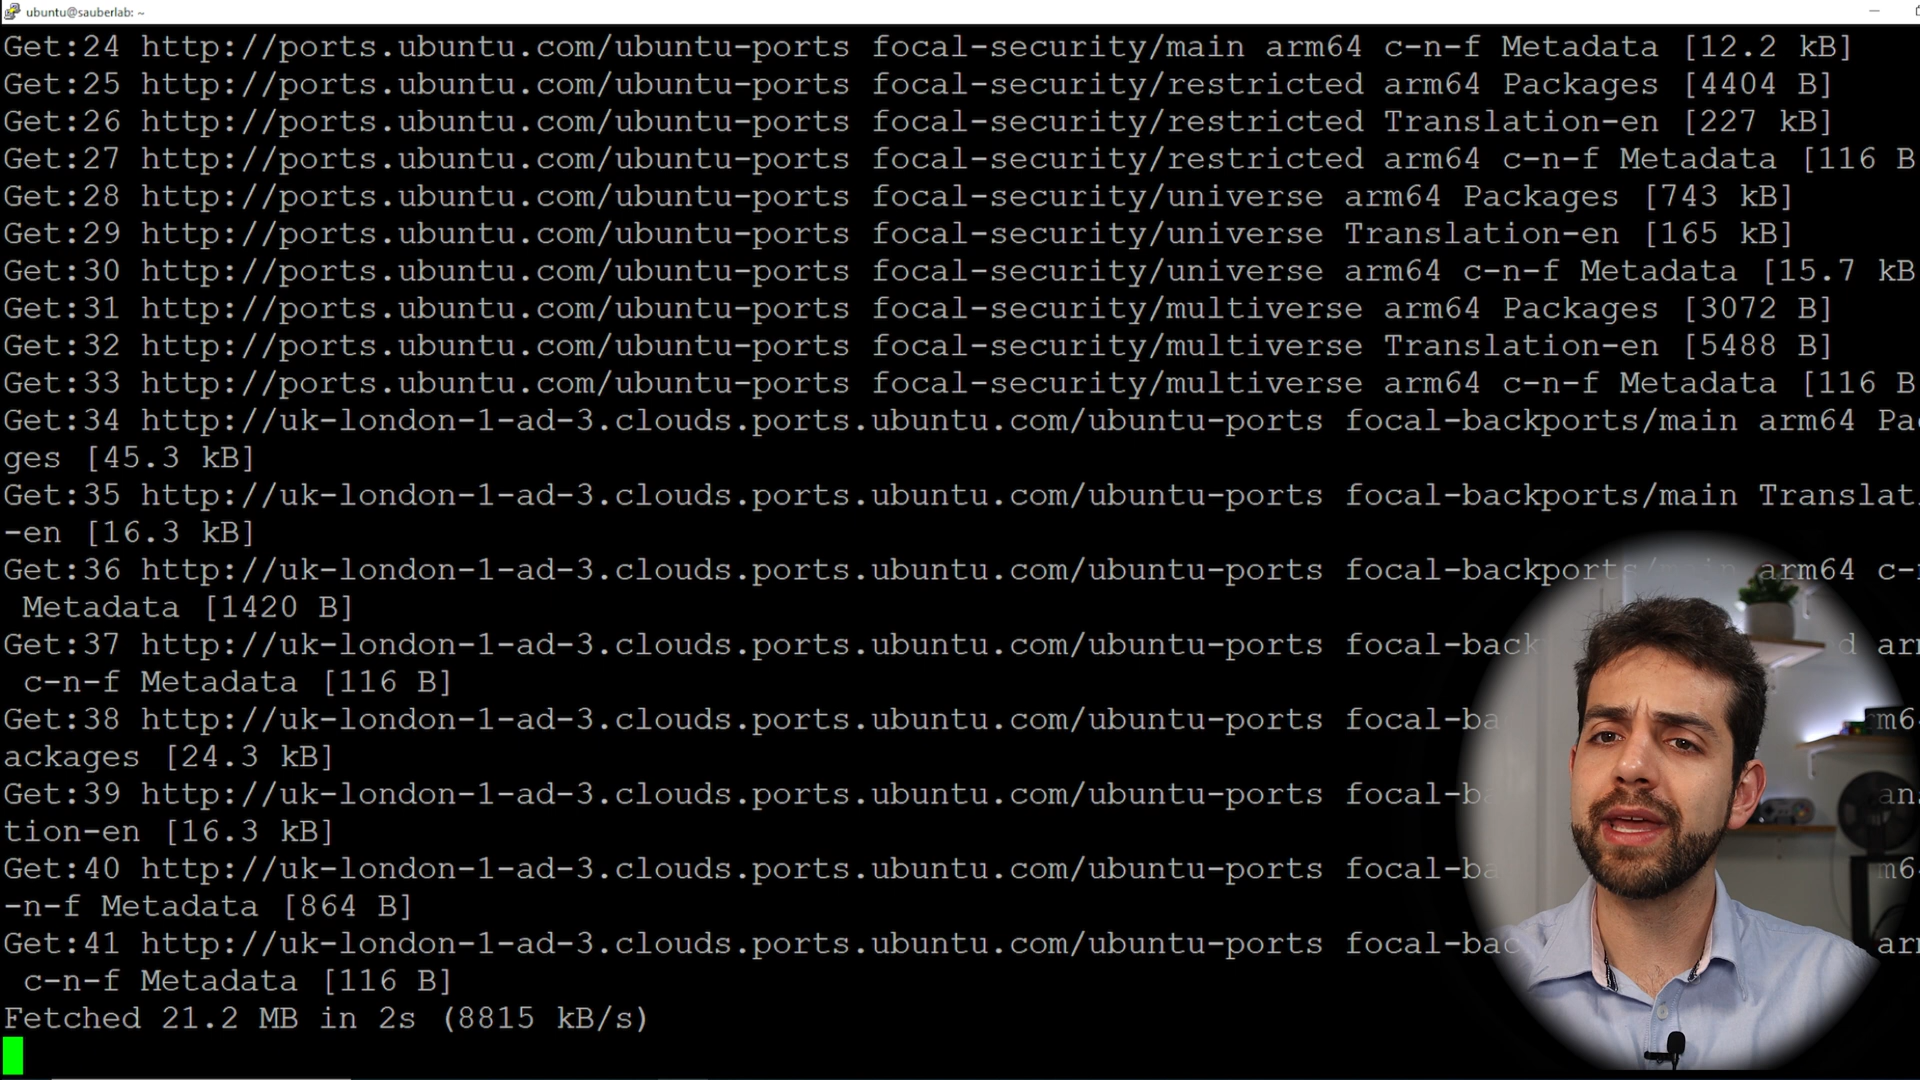 ubuntu@sauberlab: ~
Get:24 http://ports.ubuntu.com/ubuntu-ports focal-security/main arm64 c-n-f Metadata [12.2 kB]
Get:25 http://ports.ubuntu.com/ubuntu-ports focal-security/restricted arm64 Packages [4404 B]
Get:26 http://ports.ubuntu.com/ubuntu-ports focal-security/restricted Translation-en [227 kB]
Get:27 http://ports.ubuntu.com/ubuntu-ports focal-security/restricted arm64 c-n-f Metadata [116 B
Get:28 http://ports.ubuntu.com/ubuntu-ports focal-security/universe arm64 Packages [743 kB]
Get:29 http://ports.ubuntu.com/ubuntu-ports focal-security/universe Translation-en [165 kB]
Get:30 http://ports.ubuntu.com/ubuntu-ports focal-security/universe arm64 c-n-f Metadata [15.7 kB
Get:31 http://ports.ubuntu.com/ubuntu-ports focal-security/multiverse arm64 Packages [3072 B]
Get:32 http://ports.ubuntu.com/ubuntu-ports focal-security/multiverse Translation-en [5488 B]
Get:33 http://ports.ubuntu.com/ubuntu-ports focal-security/multiverse arm64 c-n-f Metadata [116 B
Get:34 http://uk-london-1-ad-3.clouds.ports.ubuntu.com/ubuntu-ports focal-backports/main arm64
ges [45.3 kB]
Get:35 http://uk-london-1-ad-3.clouds.ports.ubuntu.com/ubuntu-ports focal-backports/main Translat
-en [16.3 kB]
Get:36 http://uk-london-1-ad-3.clouds.ports.ubuntu.com/ubuntu-ports focal-backports/main arm64 c-
Metadata [1420 B]
Get:37 http://uk-london-1-ad-3.clouds.ports.ubuntu.com/ubuntu-ports focal-back
c-n-f Metadata [116 B]
Get:38 http://uk-london-1-ad-3.clouds.ports.ubuntu.com/ubuntu-ports focal-ba
ackages [24.3 kB]
Get:39 http://uk-london-1-ad-3.clouds.ports.ubuntu.com/ubuntu-ports focal-b
tion-en [16.3 kB]
Get:40 http://uk-london-1-ad-3.clouds.ports.ubuntu.com/ubuntu-ports focal-ba
-n-f Metadata [864 B]
Get:41 http://uk-london-1-ad-3.clouds.ports.ubuntu.com/ubuntu-ports focal-bac
c-n-f Metadata [116 B]
Fetched 21.2 MB in 2s (8815 kB/s)